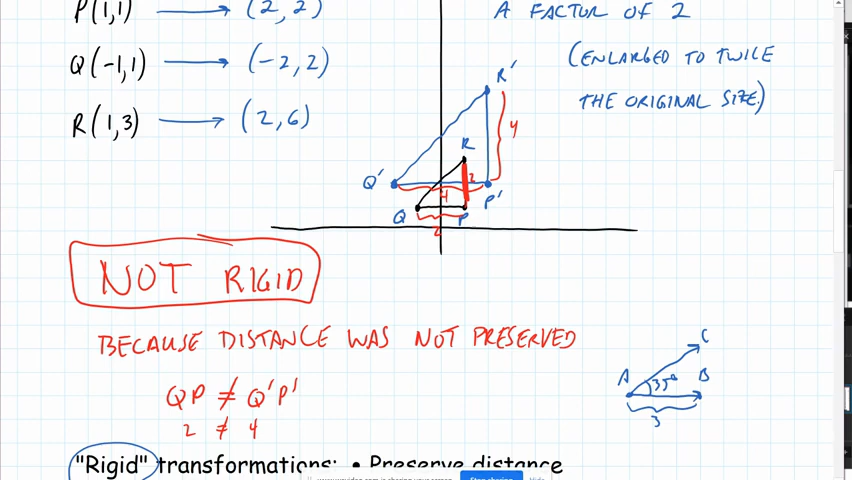 P(1,1) → (2, 2)
A FACTOR OF 2
Q(-1,1) → (-2, 2)
(ENLARGED TO TWICE
THE ORIGINAL SIZE.)
R(1,3) → (2,6)
R'
4
R
Q'
2
P'
4
Q
P
2
NOT RIGID
BECAUSE DISTANCE WAS NOT PRESERVED
C
A
35°
B
3
QP ≠ Q'P'
2 ≠ 4
"Rigid" transformations: • Preserve distance
Hide